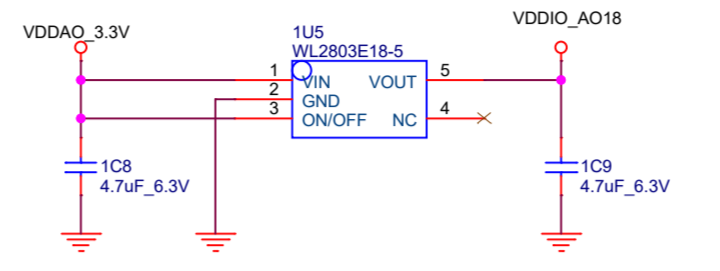 VDDAO_3.3V
VDDIO_AO18
1U5
WL2803E18-5
1
VIN
VOUT
5
2
GND
3
ON/OFF
NC
4
1C8
4.7uF_6.3V
1C9
4.7uF_6.3V